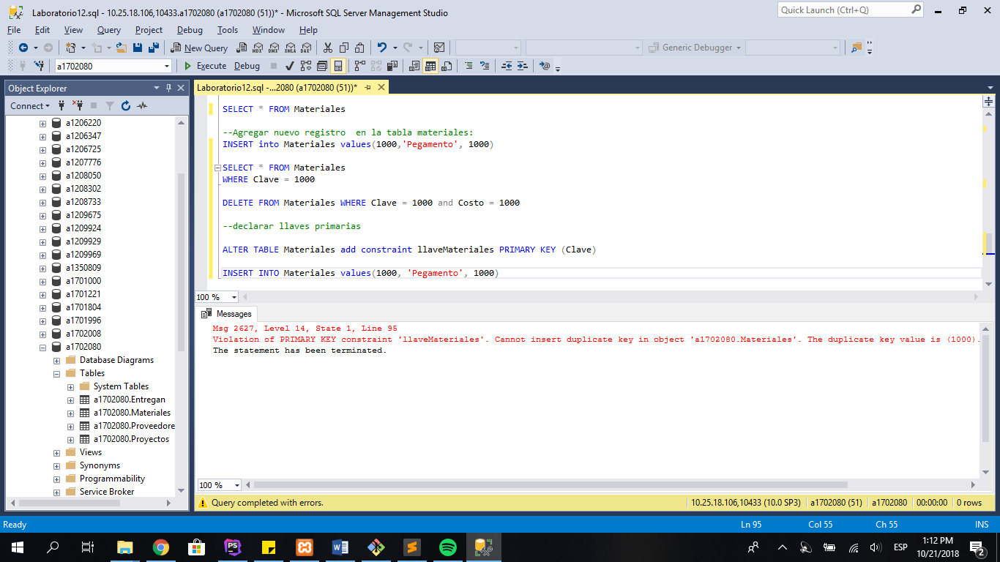 Laboratorio12.sql - 10.25.18.106,10433.a1702080 (a1702080 (51))* - Microsoft SQL Server Management Studio
Quick Launch (Ctrl+Q)
File Edit View Query Project Debug Tools Window Help
New Query MDX DMX XMLA DAX Generic Debugger
a1702080 Execute Debug
Object Explorer
Connect
a1206220
a1206347
a1206725
a1207776
a1208050
a1208302
a1208733
a1209675
a1209924
a1209929
a1209969
a1350809
a1701000
a1701221
a1701804
a1701996
a1702008
a1702080
Database Diagrams
Tables
System Tables
a1702080.Entregan
a1702080.Materiales
a1702080.Proveedore
a1702080.Proyectos
Views
Synonyms
Programmability
Service Broker
Laboratorio12.sql -...2080 (a1702080 (51))*
SELECT * FROM Materiales
--Agregar nuevo registro  en la tabla materiales:
INSERT into Materiales values(1000,'Pegamento', 1000)
SELECT * FROM Materiales
WHERE Clave = 1000
DELETE FROM Materiales WHERE Clave = 1000 and Costo = 1000
--declarar llaves primarias
ALTER TABLE Materiales add constraint llaveMateriales PRIMARY KEY (Clave)
INSERT INTO Materiales values(1000, 'Pegamento', 1000)
100 %
Messages
Msg 2627, Level 14, State 1, Line 95
Violation of PRIMARY KEY constraint 'llaveMateriales'. Cannot insert duplicate key in object 'a1702080.Materiales'. The duplicate key value is (1000).
The statement has been terminated.
100 %
Query completed with errors. 10.25.18.106,10433 (10.0 SP3) a1702080 (51) a1702080 00:00:00 0 rows
Ready Ln 95 Col 55 Ch 55 INS
ESP 1:12 PM
10/21/2018
2